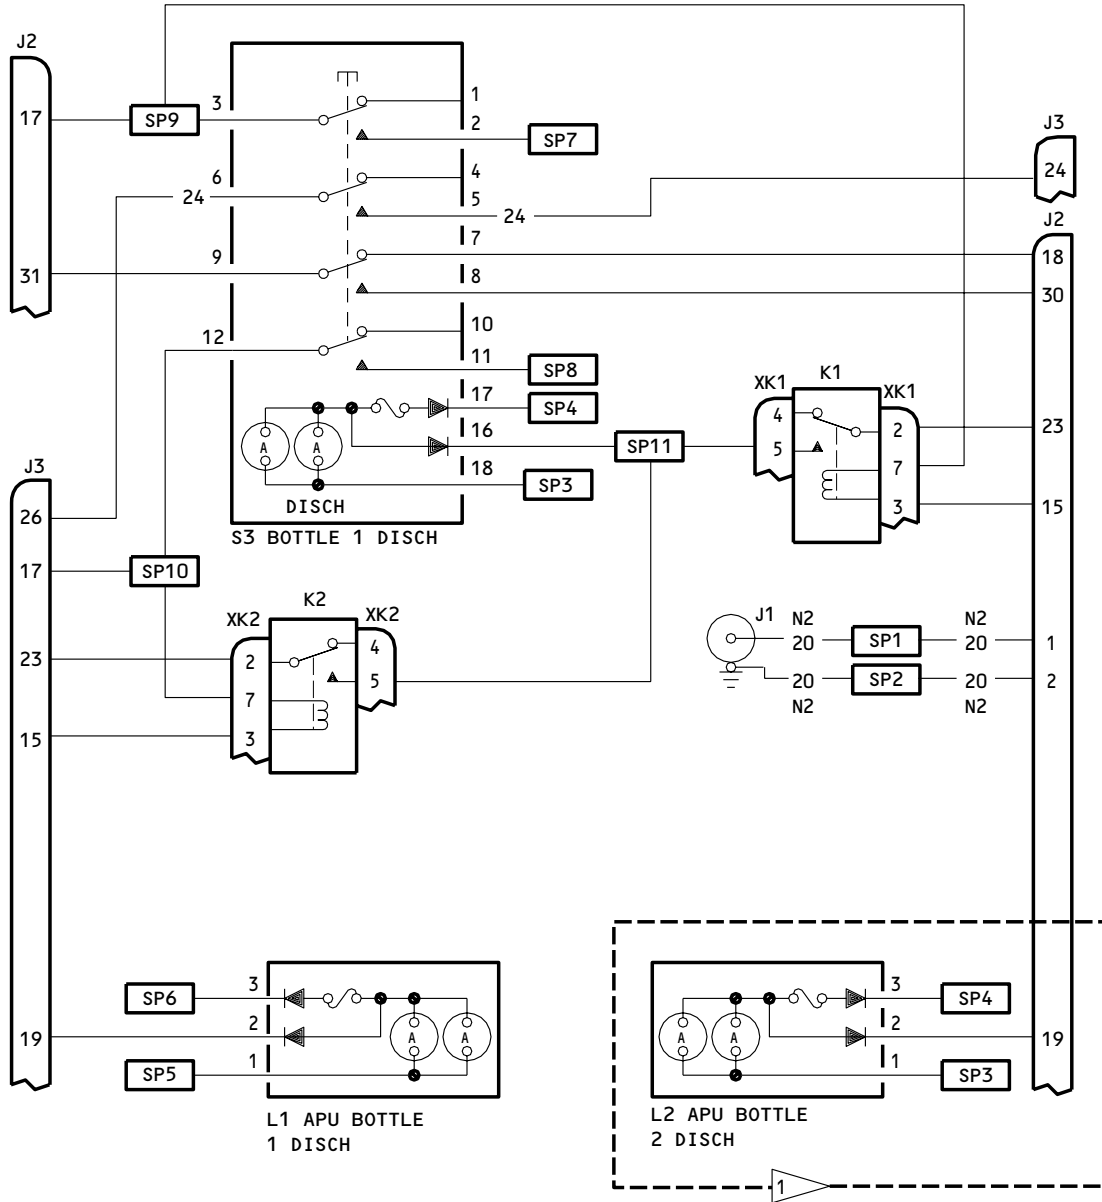 J2
17
SP9
3
1
2
SP7
J3
24
6
24
4
5
24
J2
31
9
7
18
8
30
12
10
11
SP8
17
SP4
16
SP11
18
SP3
A
A
DISCH
S3 BOTTLE 1 DISCH
XK1
K1
XK1
4
5
2
7
3
23
15
J3
26
17
SP10
23
15
XK2
K2
XK2
2
7
3
4
5
J1
N2
20
SP1
N2
20
1
20
N2
SP2
20
N2
2
SP6
3
19
2
SP5
1
A
A
L1 APU BOTTLE
1 DISCH
A
A
3
SP4
2
19
1
SP3
L2 APU BOTTLE
2 DISCH
1